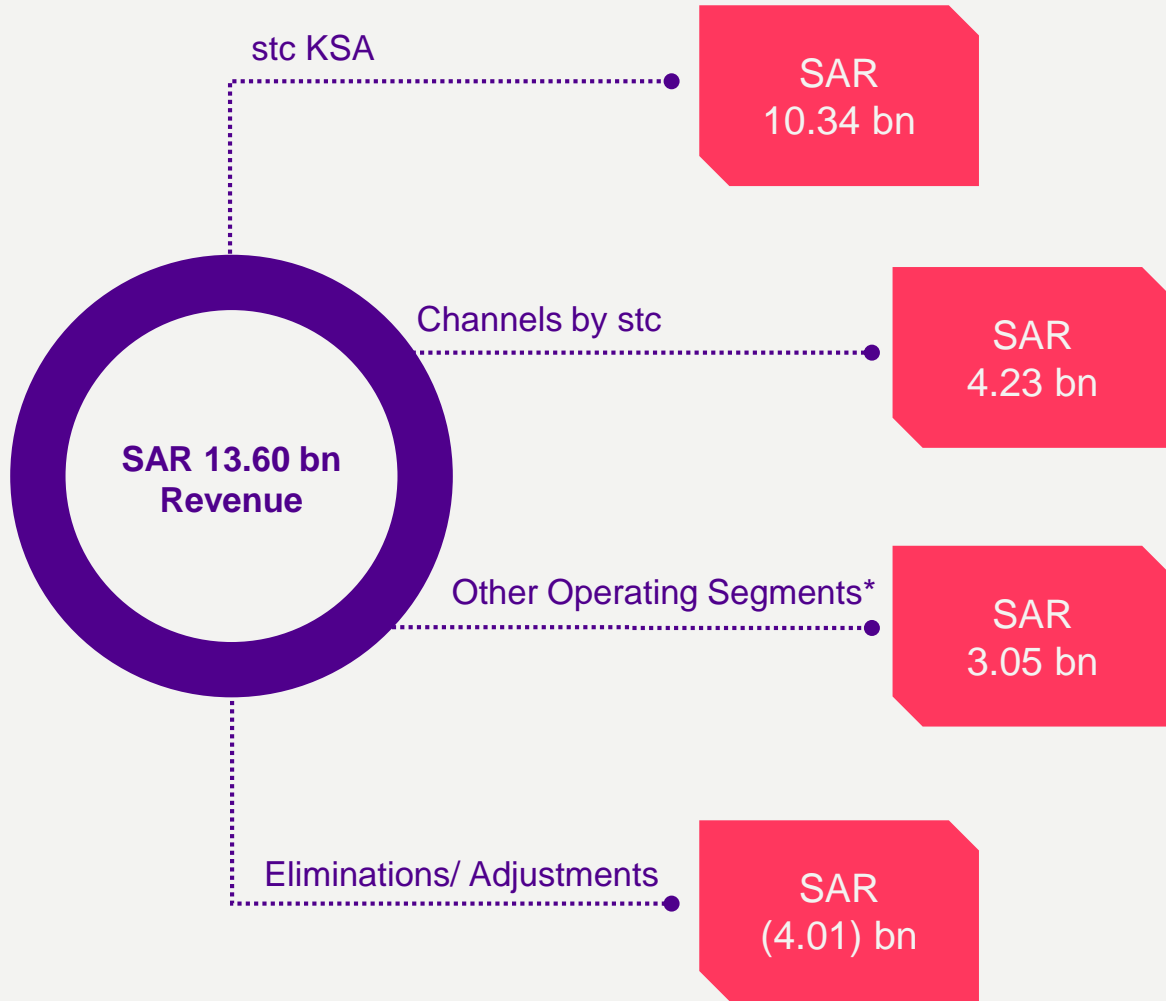 stc KSA
SAR
10.34 bn
Channels by stc
SAR
4.23 bn
SAR 13.60 bn
Revenue
Other Operating Segments*
SAR
3.05 bn
Eliminations/ Adjustments
SAR
(4.01) bn